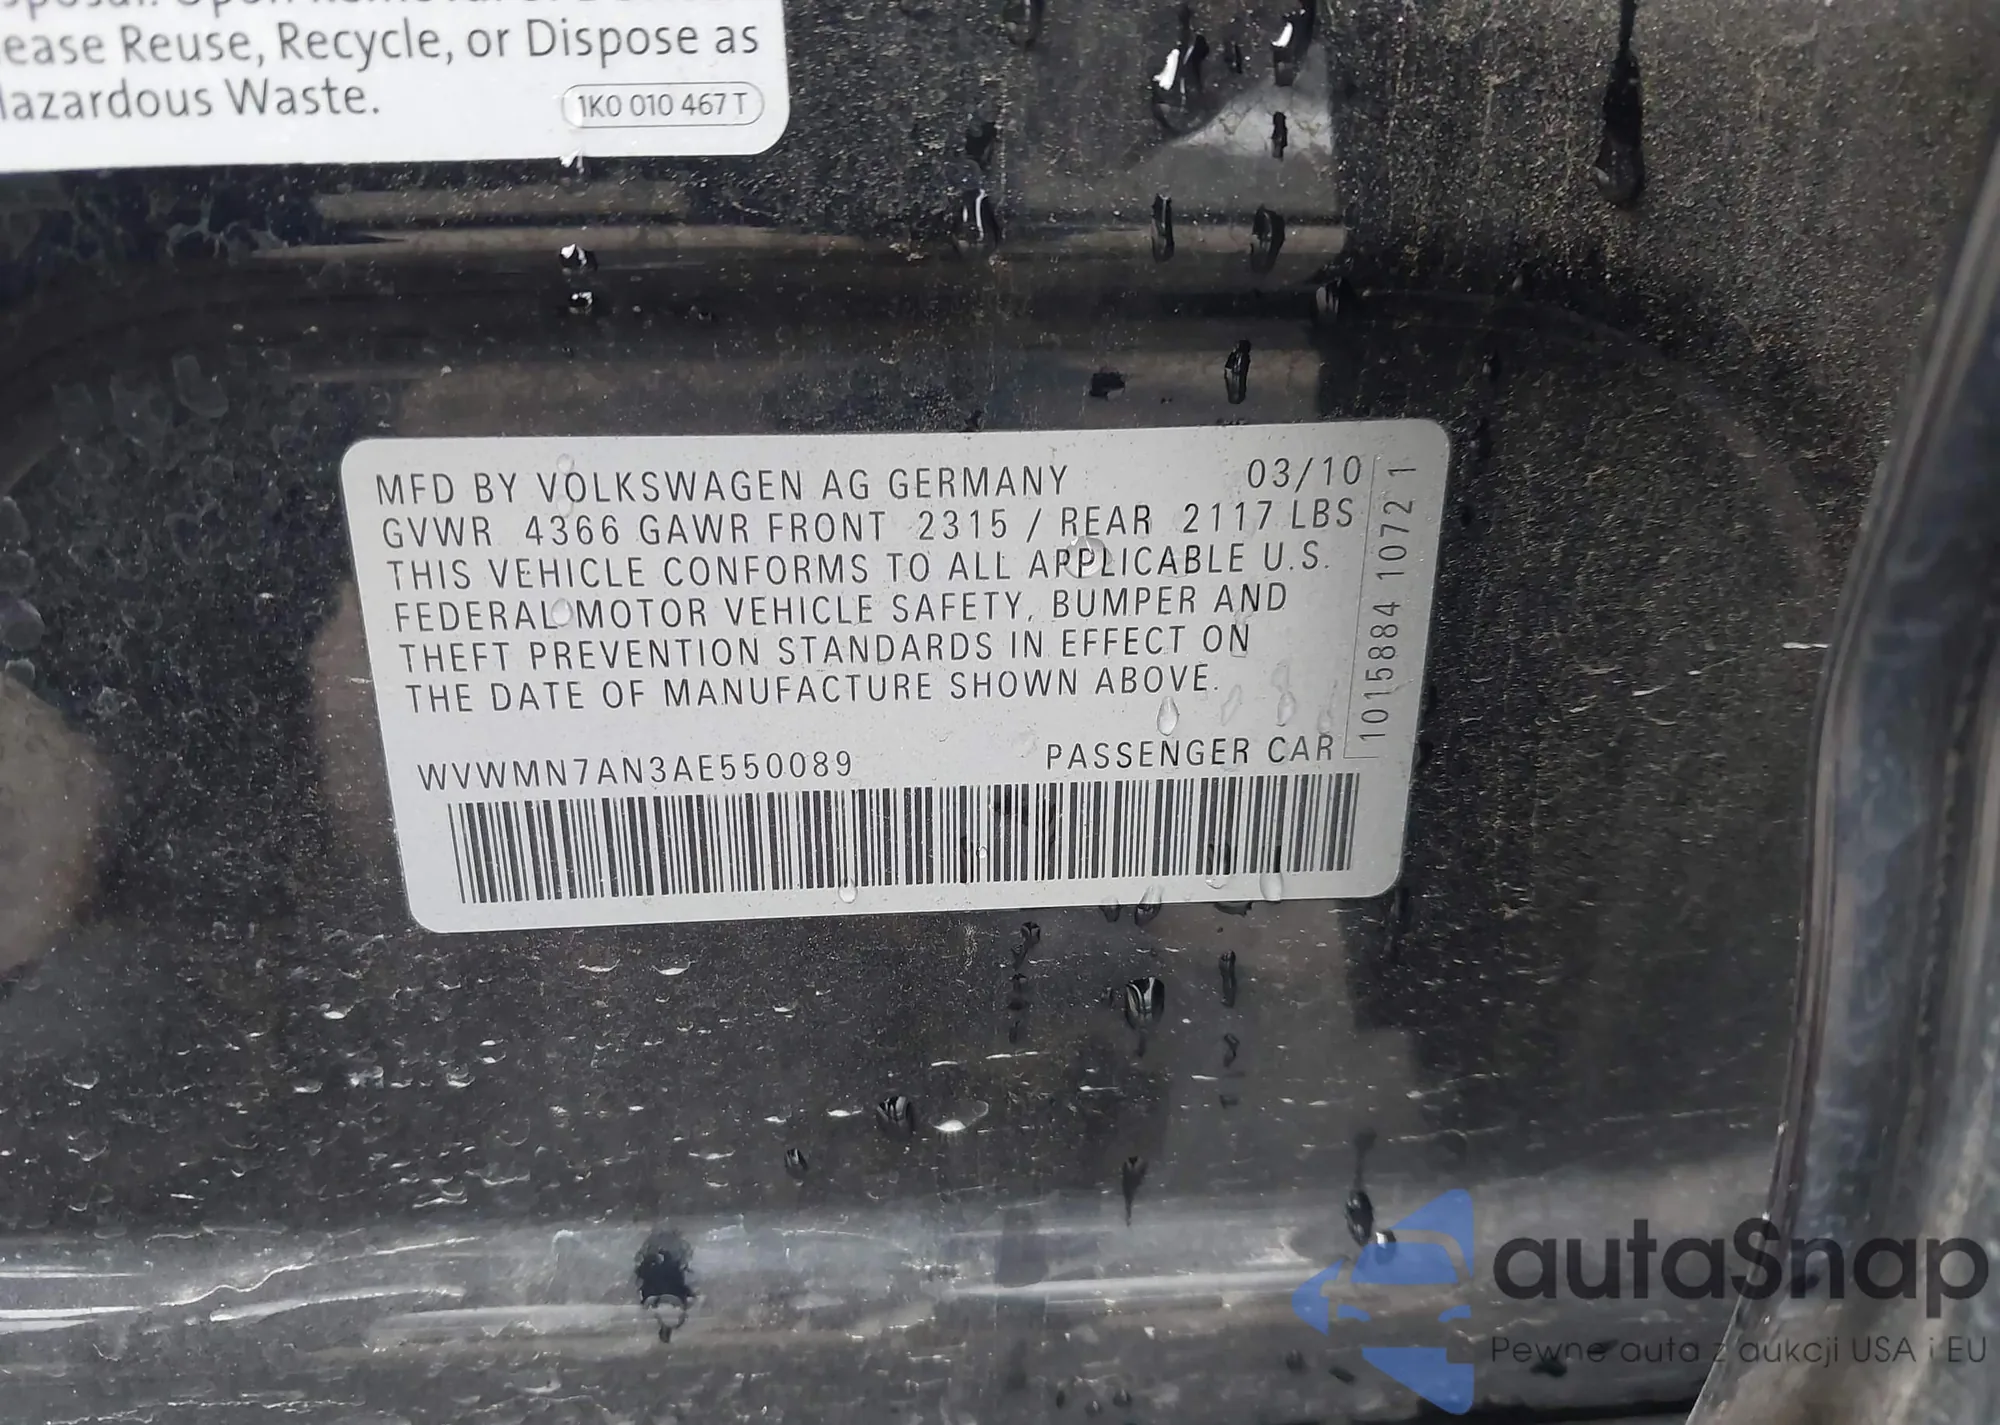 ease Reuse, Recycle, or Dispose as
azardous Waste.
1K0 010 467 T
MFD BY VOLKSWAGEN AG GERMANY 03/10
GVWR 4366 GAWR FRONT 2315 / REAR 2117 LBS
THIS VEHICLE CONFORMS TO ALL APPLICABLE U.S.
FEDERAL MOTOR VEHICLE SAFETY, BUMPER AND
THEFT PREVENTION STANDARDS IN EFFECT ON
THE DATE OF MANUFACTURE SHOWN ABOVE.
1015884 1072 1
WVWMN7AN3AE550089 PASSENGER CAR
autaSnap
Pewne auta z aukcji USA i EU